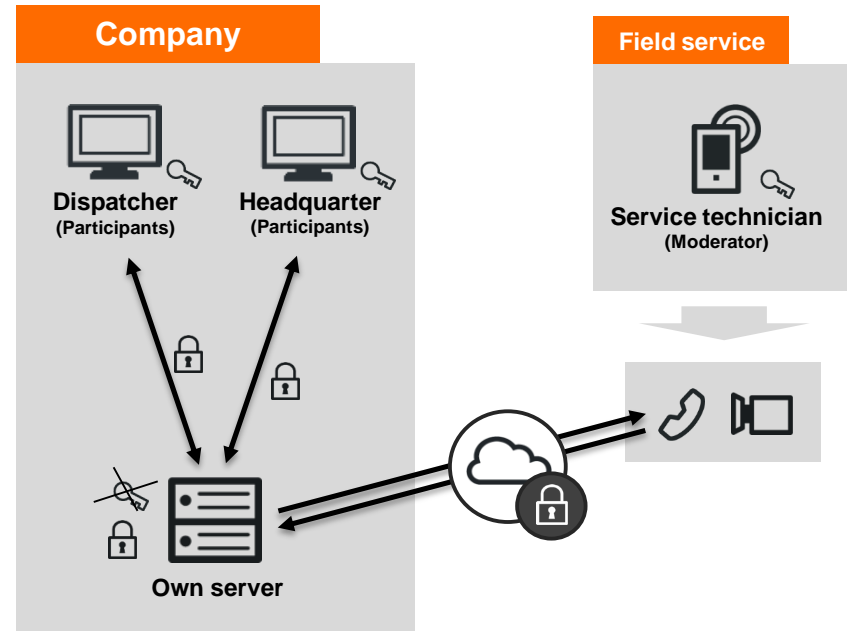 Company
Field service
Dispatcher
(Participants)
Headquarter
(Participants)
Service technician
(Moderator)
Own server